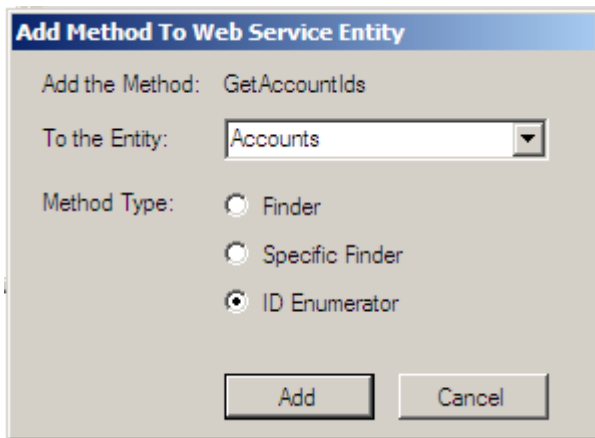 Add Method To Web Service Entity
Add the Method: GetAccountIds
To the Entity: Accounts
Method Type: Finder
Specific Finder
ID Enumerator
Add Cancel